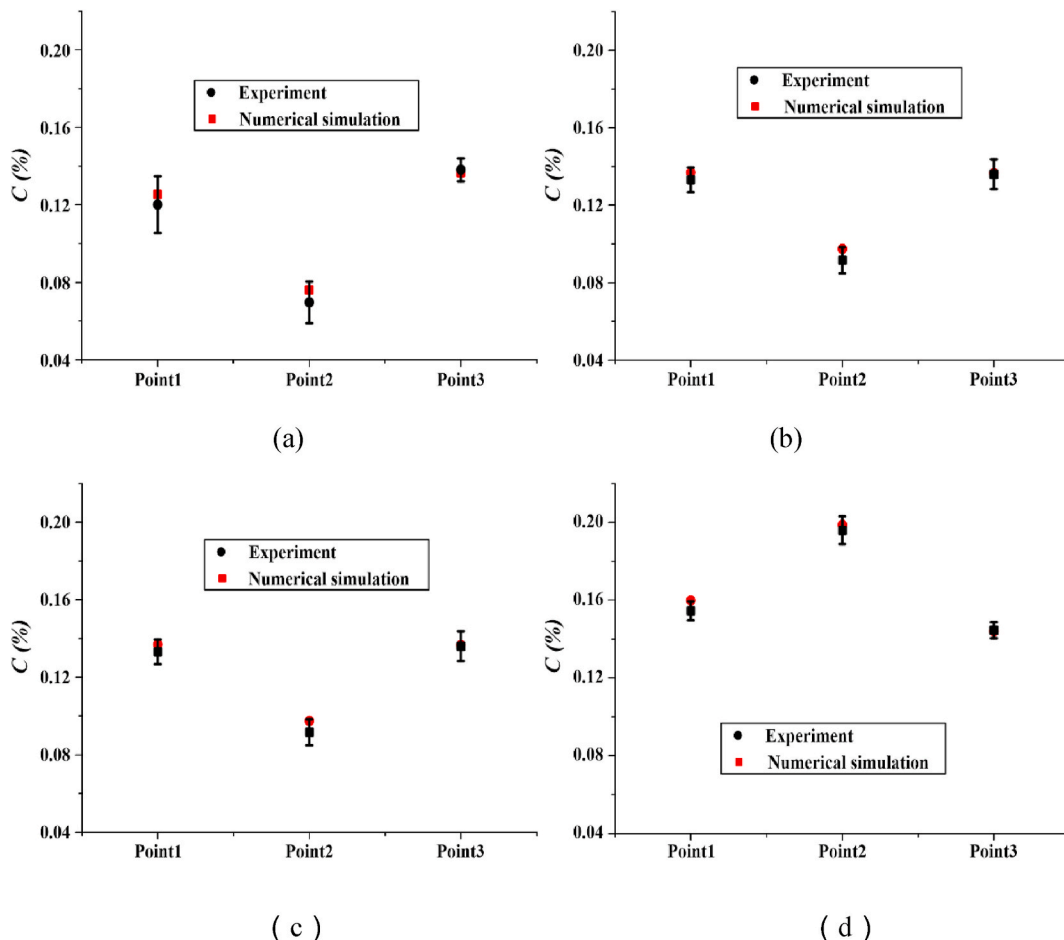 0.20
0.16
0.12
0.08
0.04
C (%)
Experiment
Numerical simulation
Point1 Point2 Point3
(a)
0.20
0.16
0.12
0.08
0.04
C (%)
Experiment
Numerical simulation
Point1 Point2 Point3
(b)
0.20
0.16
0.12
0.08
0.04
C (%)
Experiment
Numerical simulation
Point1 Point2 Point3
( c )
0.20
0.16
0.12
0.08
0.04
C (%)
Experiment
Numerical simulation
Point1 Point2 Point3
( d )